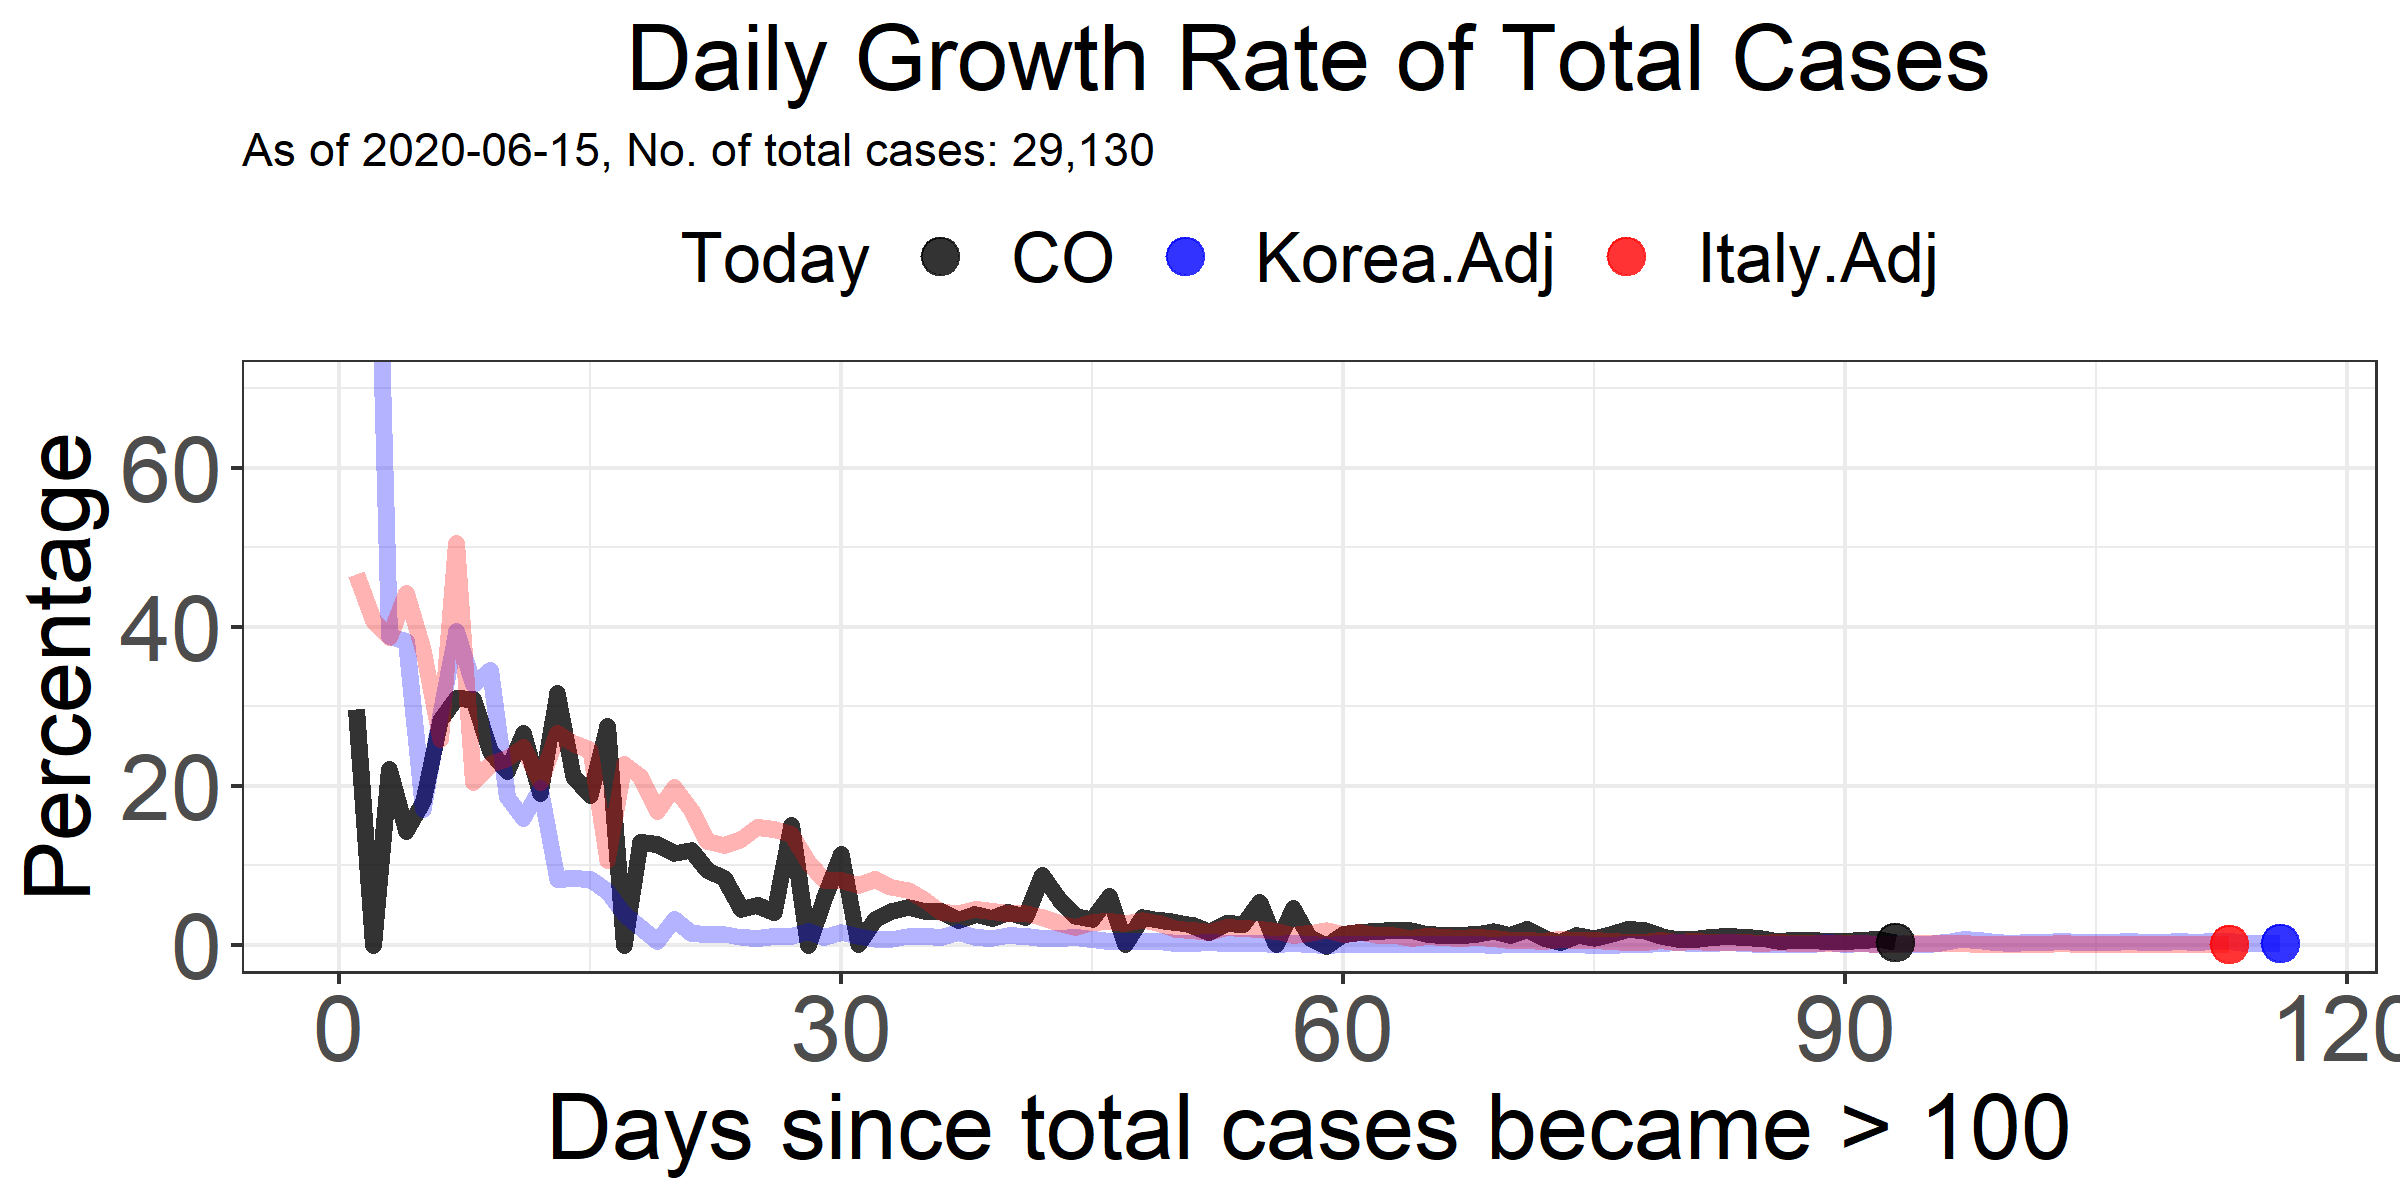 Daily Growth Rate of Total Cases
As of 2020-06-15, No. of total cases: 29,130
Today CO Korea.Adj Italy.Adj
Percentage
60
40
20
0
0 30 60 90 120
Days since total cases became > 100